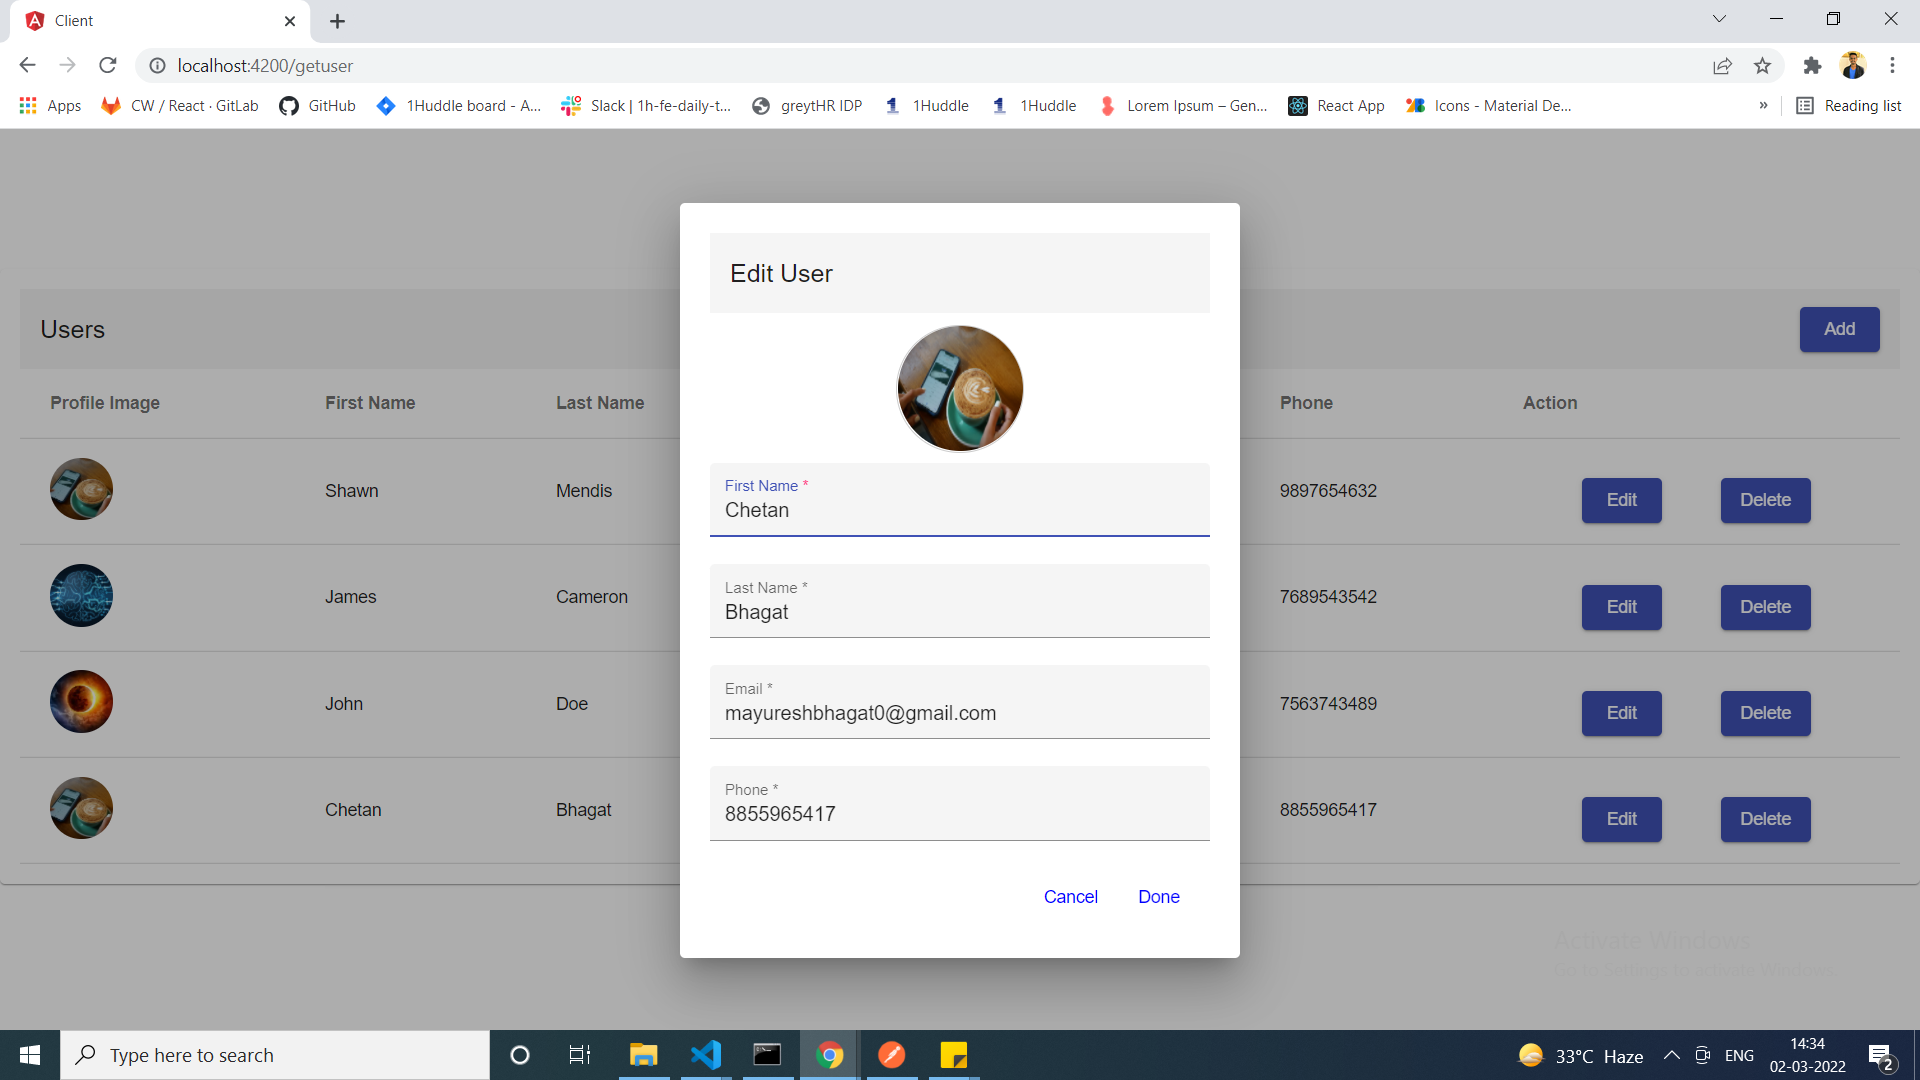 Client
localhost:4200/getuser
Apps CW / React · GitLab GitHub 1Huddle board - A... Slack | 1h-fe-daily-t... greytHR IDP 1Huddle 1Huddle Lorem Ipsum – Gen... React App Icons - Material De... » Reading list
Users
Add
Profile Image First Name Last Name Phone Action
Shawn Mendis 9897654632 Edit Delete
James Cameron 7689543542 Edit Delete
John Doe 7563743489 Edit Delete
Chetan Bhagat 8855965417 Edit Delete
Edit User
First Name *
Chetan
Last Name *
Bhagat
Email *
mayureshbhagat0@gmail.com
Phone *
8855965417
Cancel Done
Activate Windows
Go to Settings to activate Windows.
Type here to search
33°C Haze ENG
14:34
02-03-2022
2